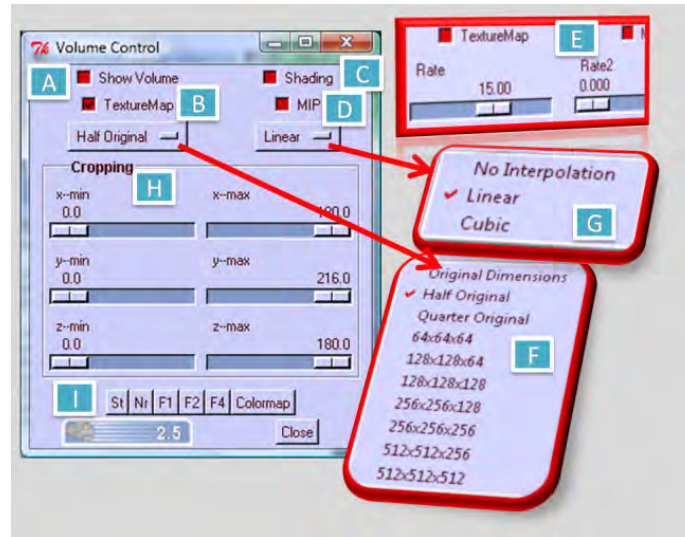 7k Volume Control
A Show Volume Shading C
TextureMap B MIP D
Half Original Linear
Cropping H
x--min x--max
0.0 180.0
y--min y--max
0.0 216.0
z--min z--max
0.0 180.0
I St Nr F1 F2 F4 Colormap
2.5 Close
TextureMap E
Rate Rate2
15.00 0.000
No Interpolation
Linear
Cubic G
Original Dimensions
Half Original
Quarter Original
64x64x64
128x128x64 F
128x128x128
256x256x128
256x256x256
512x512x256
512x512x512